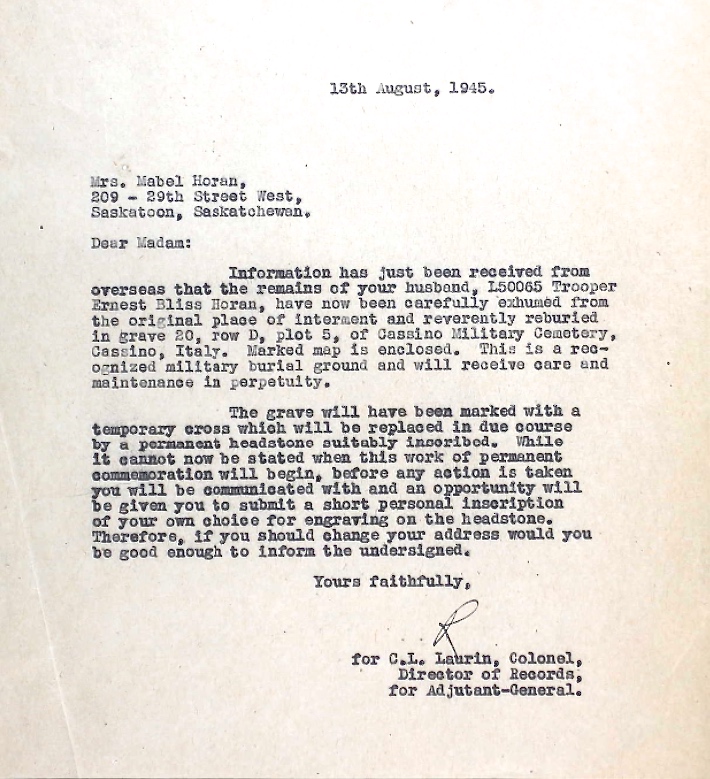 13th August, 1945.
Mrs. Mabel Horan,
209 - 29th Street West,
Saskatoon, Saskatchewan.
Dear Madam:
Information has just been received from
overseas that the remains of your husband, L50065 Trooper
Ernest Bliss Horan, have now been carefully exhumed from
the original place of interment and reverently reburied
in grave 20, row D, plot 5, of Cassino Military Cemetery,
Cassino, Italy. Marked map is enclosed. This is a rec-
ognized military burial ground and will receive care and
maintenance in perpetuity.
The grave will have been marked with a
temporary cross which will be replaced in due course
by a permanent headstone suitably inscribed. While
it cannot now be stated when this work of permanent
commemoration will begin, before any action is taken
you will be communicated with and an opportunity will
be given you to submit a short personal inscription
of your own choice for engraving on the headstone.
Therefore, if you should change your address would you
be good enough to inform the undersigned.
Yours faithfully,
R
for C.L. Laurin, Colonel,
Director of Records,
for Adjutant-General.